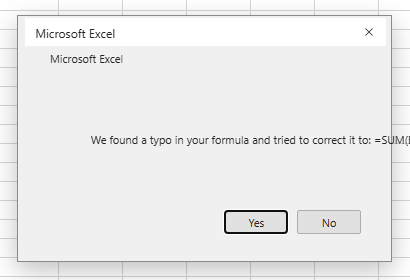 Microsoft Excel
Microsoft Excel
We found a typo in your formula and tried to correct it to: =SUM(
Yes
No